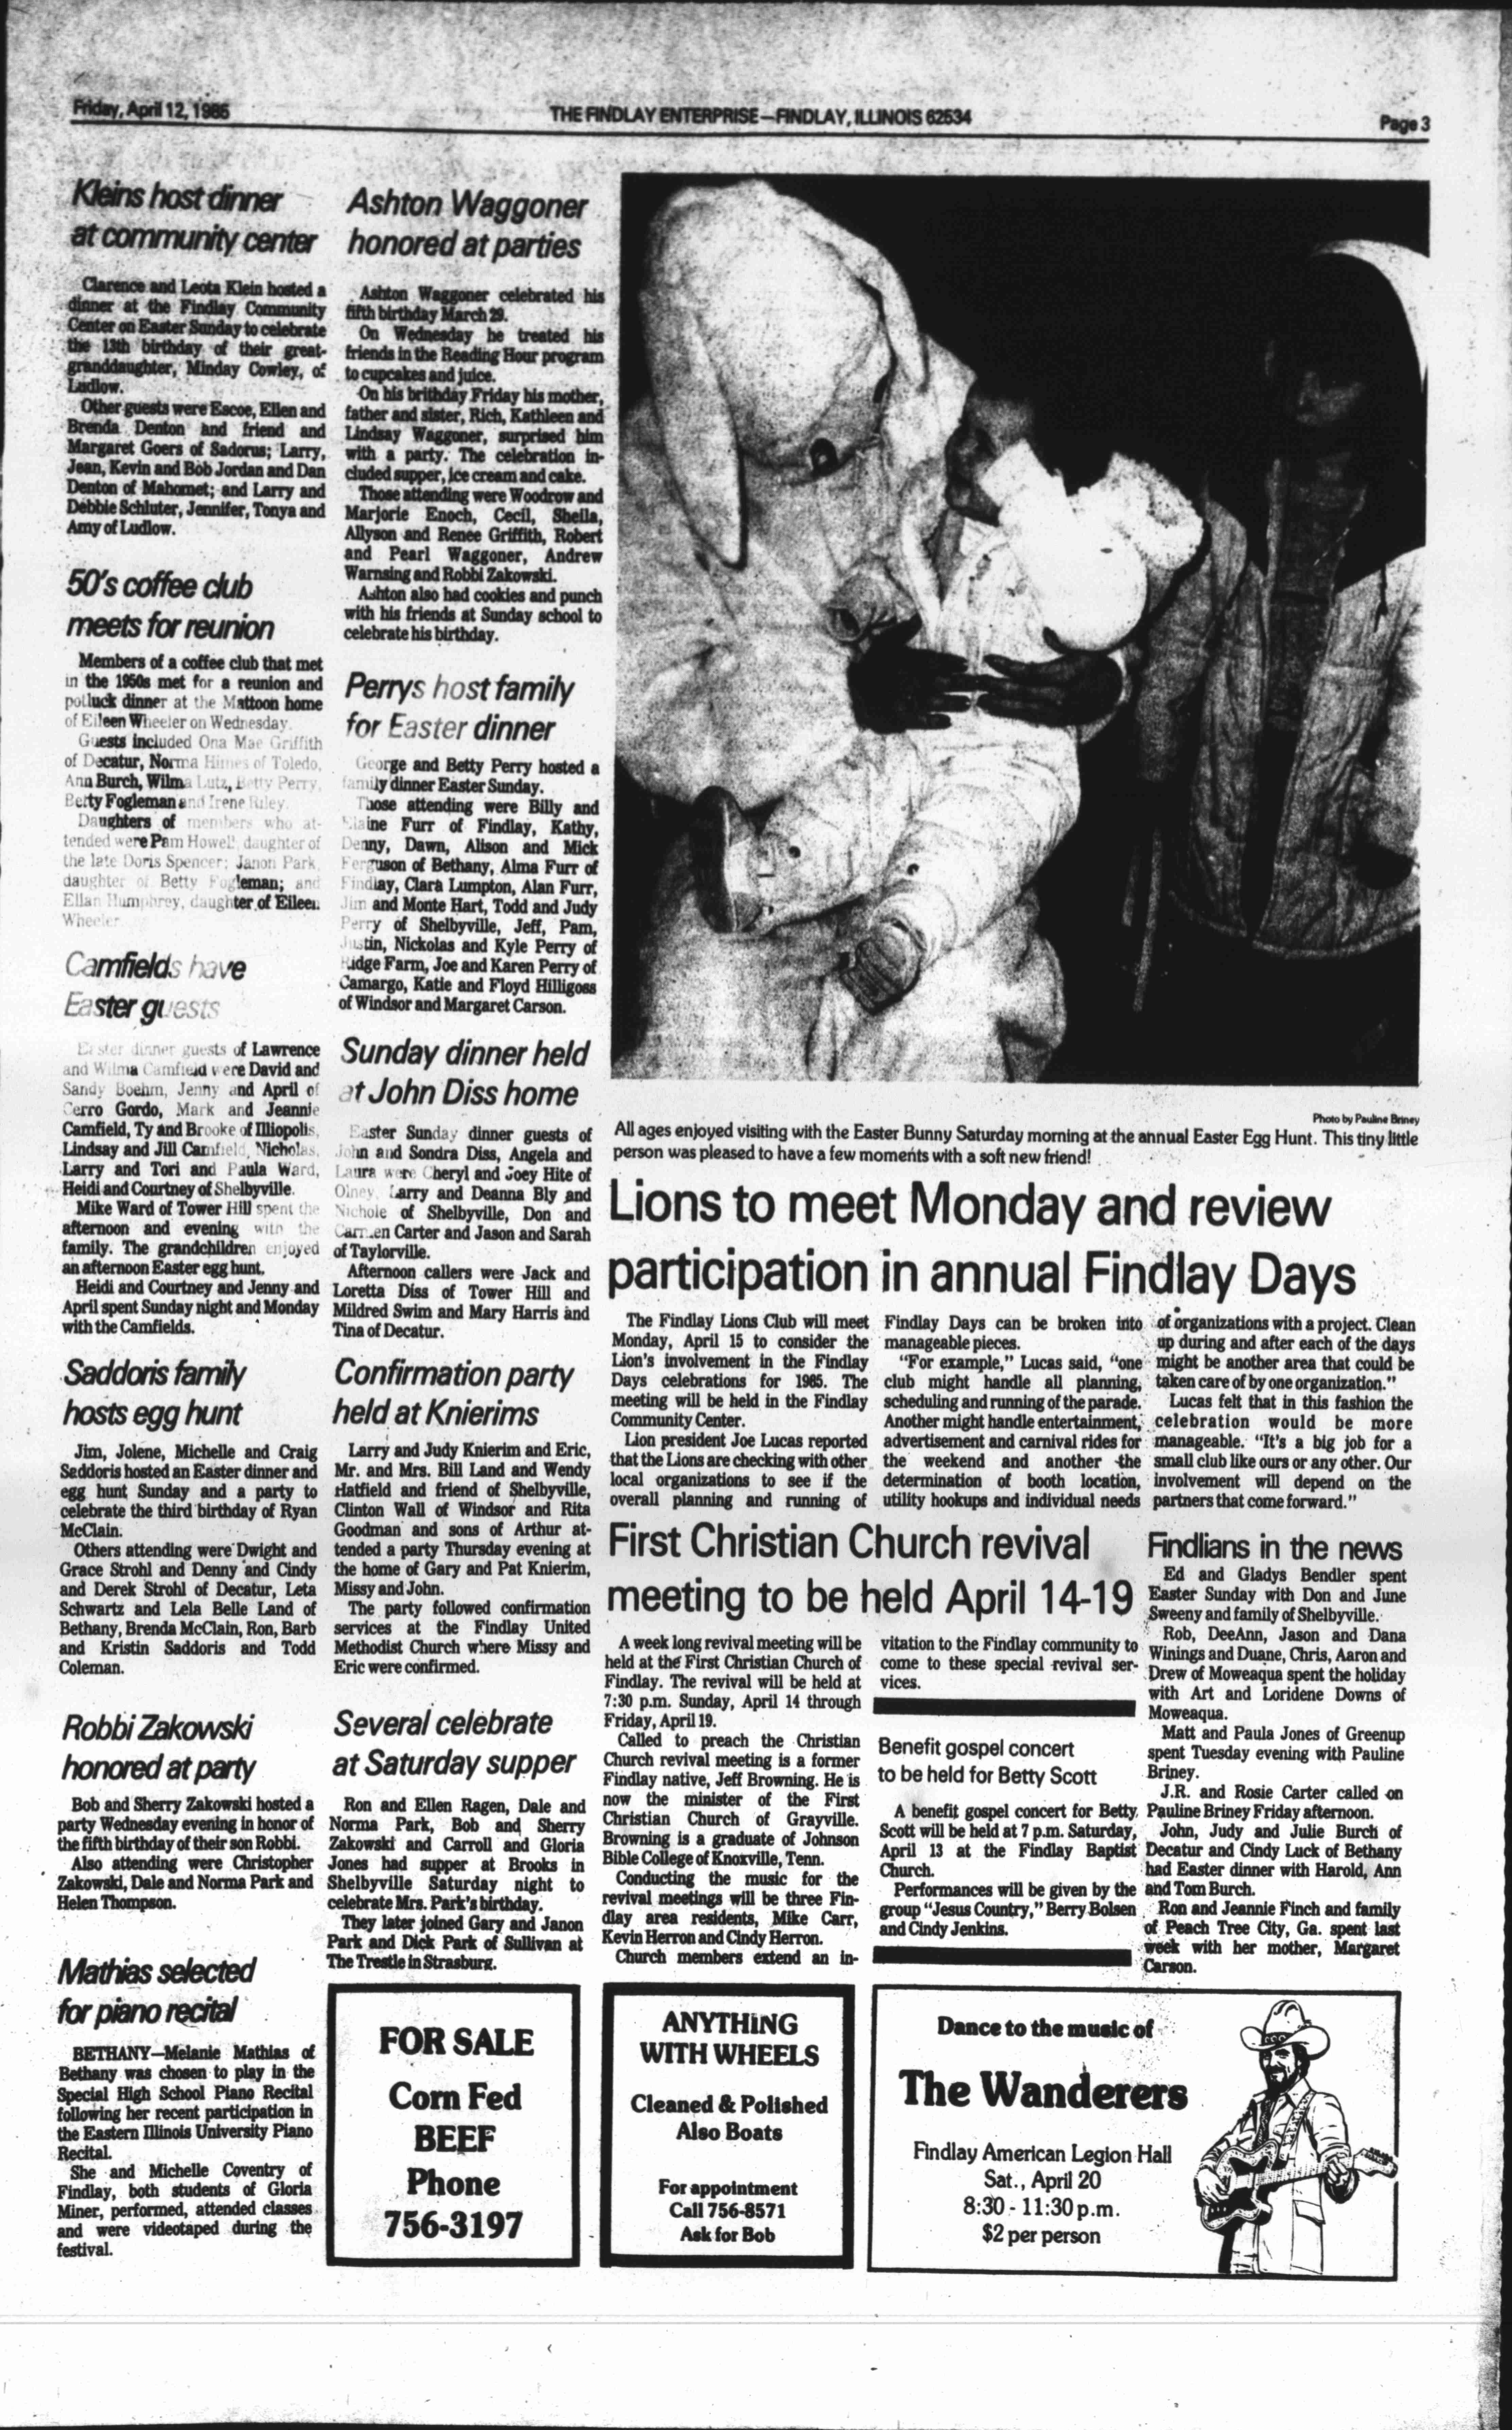 Friday, April 12, 1985
THE FINDLAY ENTERPRISE—FINDLAY, ILLINOIS 62534
Page 3
Kleins host dinner
at community center
Clarence and Leota Klein hosted a
dinner at the Findlay Community
Center on Easter Sunday to celebrate
the 13th birthday of their great-
granddaughter, Minday Cowley, of
Ludlow.
Other guests were Escoe, Ellen and
Brenda Denton and friend and
Margaret Goers of Sadorus; Larry,
Jean, Kevin and Bob Jordan and Dan
Denton of Mahomet; and Larry and
Debbie Schluter, Jennifer, Tonya and
Amy of Ludlow.
50's coffee club
meets for reunion
Members of a coffee club that met
in the 1950s met for a reunion and
potluck dinner at the Mattoon home
of Eileen Wheeler on Wednesday.
Guests included Ona Mae Griffith
of Decatur, Norma Himes of Toledo,
Ann Burch, Wilma Lutz, Betty Perry,
Betty Fogleman and Irene Riley.
Daughters of members who at-
tended were Pam Howell, daughter of
the late Doris Spencer; Janon Park,
daughter of Betty Fogleman; and
Ellan Humphrey, daughter of Eileen
Wheeler
Camfields have
Easter guests
Easter dinner guests of Lawrence
and Wilma Camfield were David and
Sandy Boehm, Jenny and April of
Cerro Gordo, Mark and Jeannie
Camfield, Ty and Brooke of Illiopolis,
Lindsay and Jill Camfield, Nicholas,
Larry and Tori and Paula Ward,
Heidi and Courtney of Shelbyville.
Mike Ward of Tower Hill spent the
afternoon and evening with the
family. The grandchildren enjoyed
an afternoon Easter egg hunt.
Heidi and Courtney and Jenny and
April spent Sunday night and Monday
with the Camfields.
Saddoris family
hosts egg hunt
Jim, Jolene, Michelle and Craig
Saddoris hosted an Easter dinner and
egg hunt Sunday and a party to
celebrate the third birthday of Ryan
McClain.
Others attending were Dwight and
Grace Strohl and Denny and Cindy
and Derek Strohl of Decatur, Leta
Schwartz and Lela Belle Land of
Bethany, Brenda McClain, Ron, Barb
and Kristin Saddoris and Todd
Coleman.
Robbi Zakowski
honored at party
Bob and Sherry Zakowski hosted a
party Wednesday evening in honor of
the fifth birthday of their son Robbi.
Also attending were Christopher
Zakowski, Dale and Norma Park and
Helen Thompson.
Mathias selected
for piano recital
BETHANY—Melanie Mathias of
Bethany was chosen to play in the
Special High School Piano Recital
following her recent participation in
the Eastern Illinois University Piano
Recital.
She and Michelle Coventry of
Findlay, both students of Gloria
Miner, performed, attended classes
and were videotaped during the
festival.
Ashton Waggoner
honored at parties
Ashton Waggoner celebrated his
fifth birthday March 29.
On Wednesday he treated his
friends in the Reading Hour program
to cupcakes and juice.
On his brithday Friday his mother,
father and sister, Rich, Kathleen and
Lindsay Waggoner, surprised him
with a party. The celebration in-
cluded supper, ice cream and cake.
Those attending were Woodrow and
Marjorie Enoch, Cecil, Sheila,
Allyson and Renee Griffith, Robert
and Pearl Waggoner, Andrew
Warnsing and Robbi Zakowski.
Ashton also had cookies and punch
with his friends at Sunday school to
celebrate his birthday.
Perrys host family
for Easter dinner
George and Betty Perry hosted a
family dinner Easter Sunday.
Those attending were Billy and
Elaine Furr of Findlay, Kathy,
Denny, Dawn, Alison and Mick
Ferguson of Bethany, Alma Furr of
Findlay, Clara Lumpton, Alan Furr,
Jim and Monte Hart, Todd and Judy
Perry of Shelbyville, Jeff, Pam,
Justin, Nickolas and Kyle Perry of
Ridge Farm, Joe and Karen Perry of
Camargo, Katie and Floyd Hilligoss
of Windsor and Margaret Carson.
Sunday dinner held
at John Diss home
Easter Sunday dinner guests of
John and Sondra Diss, Angela and
Laura were Cheryl and Joey Hite of
Olney, Larry and Deanna Bly and
Nichole of Shelbyville, Don and
Carmen Carter and Jason and Sarah
of Taylorville.
Afternoon callers were Jack and
Loretta Diss of Tower Hill and
Mildred Swim and Mary Harris and
Tina of Decatur.
Confirmation party
held at Knierims
Larry and Judy Knierim and Eric,
Mr. and Mrs. Bill Land and Wendy
Hatfield and friend of Shelbyville,
Clinton Wall of Windsor and Rita
Goodman and sons of Arthur at-
tended a party Thursday evening at
the home of Gary and Pat Knierim,
Missy and John.
The party followed confirmation
services at the Findlay United
Methodist Church where Missy and
Eric were confirmed.
Several celebrate
at Saturday supper
Ron and Ellen Ragen, Dale and
Norma Park, Bob and Sherry
Zakowski and Carroll and Gloria
Jones had supper at Brooks in
Shelbyville Saturday night to
celebrate Mrs. Park's birthday.
They later joined Gary and Janon
Park and Dick Park of Sullivan at
The Trestle in Strasburg.
Photo by Pauline Briney
All ages enjoyed visiting with the Easter Bunny Saturday morning at the annual Easter Egg Hunt. This tiny little
person was pleased to have a few moments with a soft new friend!
Lions to meet Monday and review
participation in annual Findlay Days
The Findlay Lions Club will meet
Monday, April 15 to consider the
Lion's involvement in the Findlay
Days celebrations for 1985. The
meeting will be held in the Findlay
Community Center.
Lion president Joe Lucas reported
that the Lions are checking with other
local organizations to see if the
overall planning and running of
Findlay Days can be broken into
manageable pieces.
"For example," Lucas said, "one
club might handle all planning,
scheduling and running of the parade.
Another might handle entertainment,
advertisement and carnival rides for
the weekend and another the
determination of booth location,
utility hookups and individual needs
of organizations with a project. Clean
up during and after each of the days
might be another area that could be
taken care of by one organization."
Lucas felt that in this fashion the
celebration would be more
manageable. "It's a big job for a
small club like ours or any other. Our
involvement will depend on the
partners that come forward."
First Christian Church revival
meeting to be held April 14-19
A week long revival meeting will be
held at the First Christian Church of
Findlay. The revival will be held at
7:30 p.m. Sunday, April 14 through
Friday, April 19.
Called to preach the Christian
Church revival meeting is a former
Findlay native, Jeff Browning. He is
now the minister of the First
Christian Church of Grayville.
Browning is a graduate of Johnson
Bible College of Knoxville, Tenn.
Conducting the music for the
revival meetings will be three Fin-
dlay area residents, Mike Carr,
Kevin Herron and Cindy Herron.
Church members extend an in-
vitation to the Findlay community to
come to these special revival ser-
vices.
Benefit gospel concert
to be held for Betty Scott
A benefit gospel concert for Betty
Scott will be held at 7 p.m. Saturday,
April 13 at the Findlay Baptist
Church.
Performances will be given by the
group "Jesus Country," Berry Bolsen
and Cindy Jenkins.
Findlians in the news
Ed and Gladys Bendler spent
Easter Sunday with Don and June
Sweeny and family of Shelbyville.
Rob, DeeAnn, Jason and Dana
Winings and Duane, Chris, Aaron and
Drew of Moweaqua spent the holiday
with Art and Loridene Downs of
Moweaqua.
Matt and Paula Jones of Greenup
spent Tuesday evening with Pauline
Briney.
J.R. and Rosie Carter called on
Pauline Briney Friday afternoon.
John, Judy and Julie Burch of
Decatur and Cindy Luck of Bethany
had Easter dinner with Harold, Ann
and Tom Burch.
Ron and Jeannie Finch and family
of Peach Tree City, Ga. spent last
week with her mother, Margaret
Carson.
FOR SALE
Corn Fed
BEEF
Phone
756-3197
ANYTHING
WITH WHEELS
Cleaned & Polished
Also Boats
For appointment
Call 756-8571
Ask for Bob
Dance to the music of
The Wanderers
Findlay American Legion Hall
Sat., April 20
8:30 - 11:30 p.m.
$2 per person